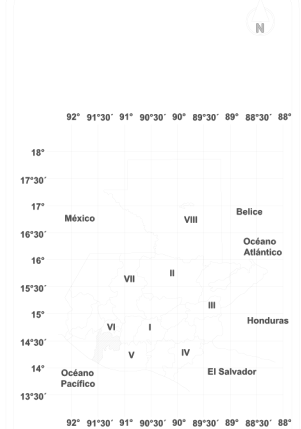 N
92° 91°30´ 91° 90°30´ 90° 89°30´ 89° 88°30´ 88°
18°
17°30´
17°
Belice
México
VIII
16°30´
Océano
Atlántico
16°
II
VII
15°30´
III
15°
Honduras
VI
I
14°30´
V
IV
14°
Océano
Pacífico
El Salvador
13°30´
92° 91°30´ 91° 90°30´ 90° 89°30´ 89° 88°30´ 88°